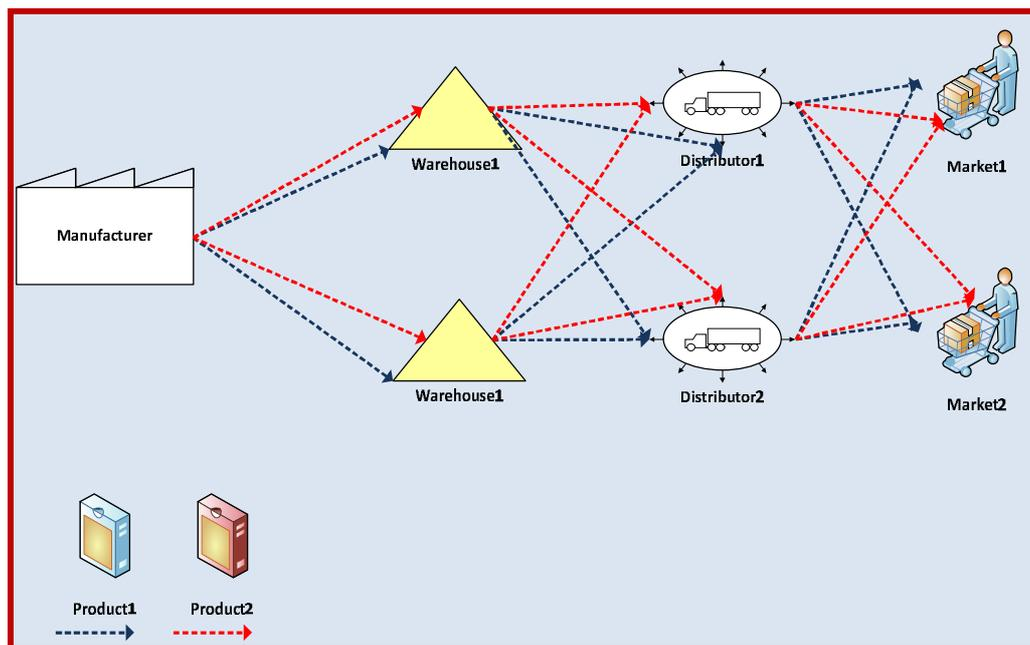 Warehouse1
Distributor1
Market1
Manufacturer
Warehouse1
Distributor2
Market2
Product1
Product2